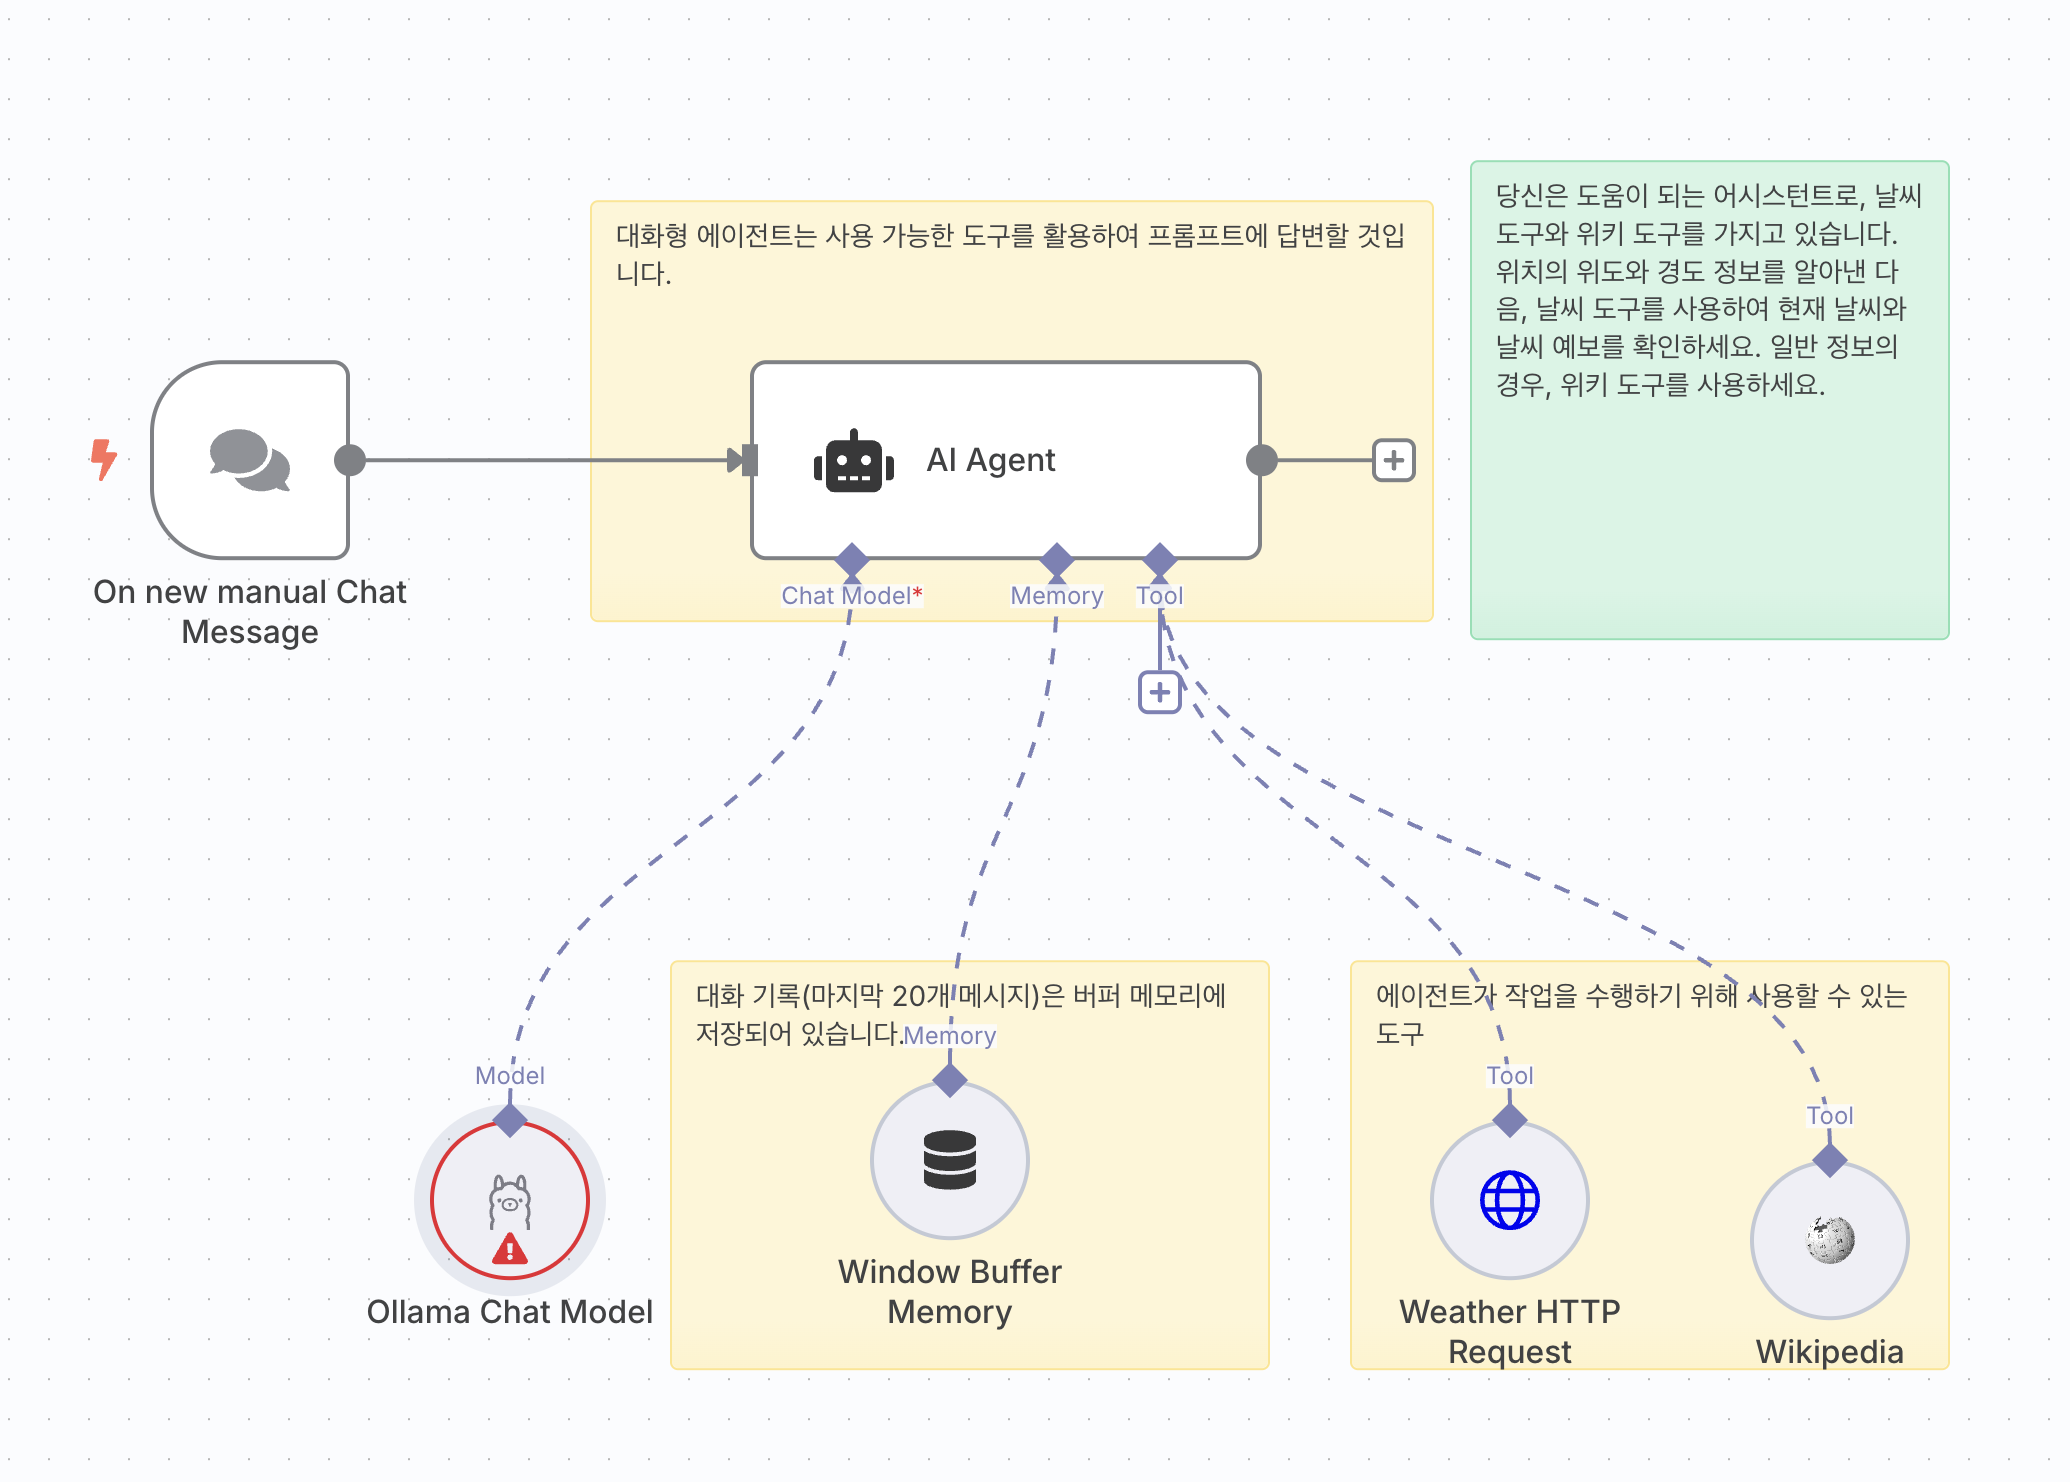 당신은 도움이 되는 어시스턴트로, 날씨
도구와 위키 도구를 가지고 있습니다.
위치의 위도와 경도 정보를 알아낸 다
음, 날씨 도구를 사용하여 현재 날씨와
날씨 예보를 확인하세요. 일반 정보의
경우, 위키 도구를 사용하세요.
대화형 에이전트는 사용 가능한 도구를 활용하여 프롬프트에 답변할 것입
니다.
AI Agent
On new manual Chat
Message
Chat Model*
Memory
Tool
대화 기록(마지막 20개 메시지)은 버퍼 메모리에
저장되어 있습니다.
Memory
에이전트가 작업을 수행하기 위해 사용할 수 있는
도구
Model
Tool
Tool
Ollama Chat Model
Window Buffer
Memory
Weather HTTP
Request
Wikipedia